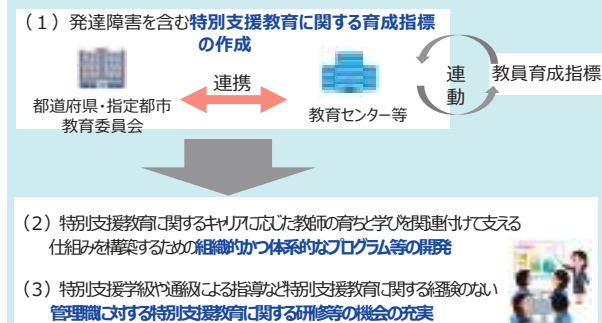 （1）発達障害を含む特別支援教育に関する育成指標
の作成
連携
都道府県・指定都市
教育委員会
教育センター等
連
動
教員育成指標
（2）特別支援教育に関するキャリアに応じた教師の育ちと学びを関連付けて支える
仕組みを構築するための組織的かつ体系的なプログラム等の開発
（3）特別支援学級や通級による指導など特別支援教育に関する経験のない
管理職に対する特別支援教育に関する研修等の機会の充実